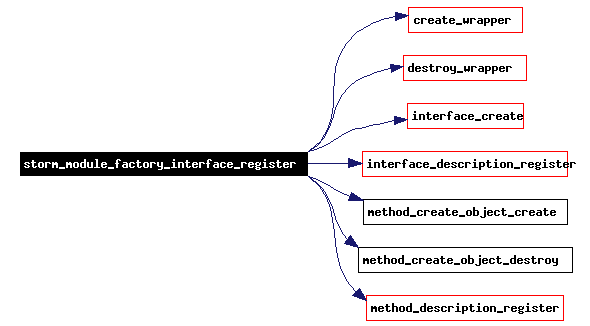 create_wrapper
destroy_wrapper
interface_create
storm_module_factory_interface_register
interface_description_register
method_create_object_create
method_create_object_destroy
method_description_register